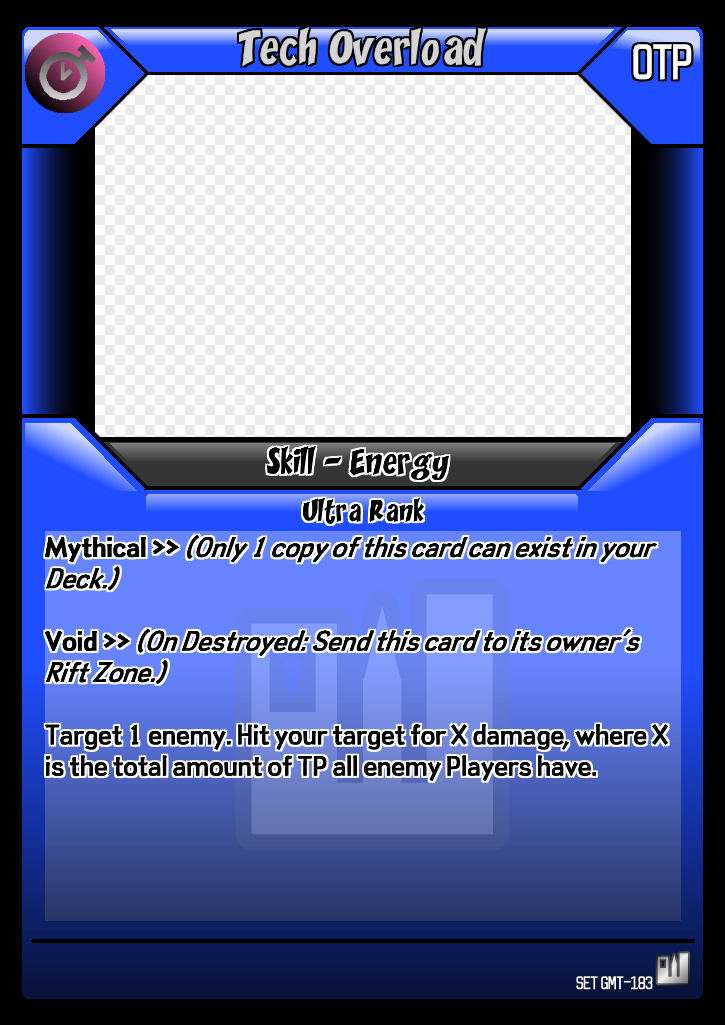 Tech Overload
0TP
Skill - Energy
Ultra Rank
Mythical >> (Only 1 copy of this card can exist in your
Deck.)
Void >> (On Destroyed: Send this card to its owner's
Rift Zone.)
Target 1 enemy. Hit your target for X damage, where X
is the total amount of TP all enemy Players have.
SET GMT-183